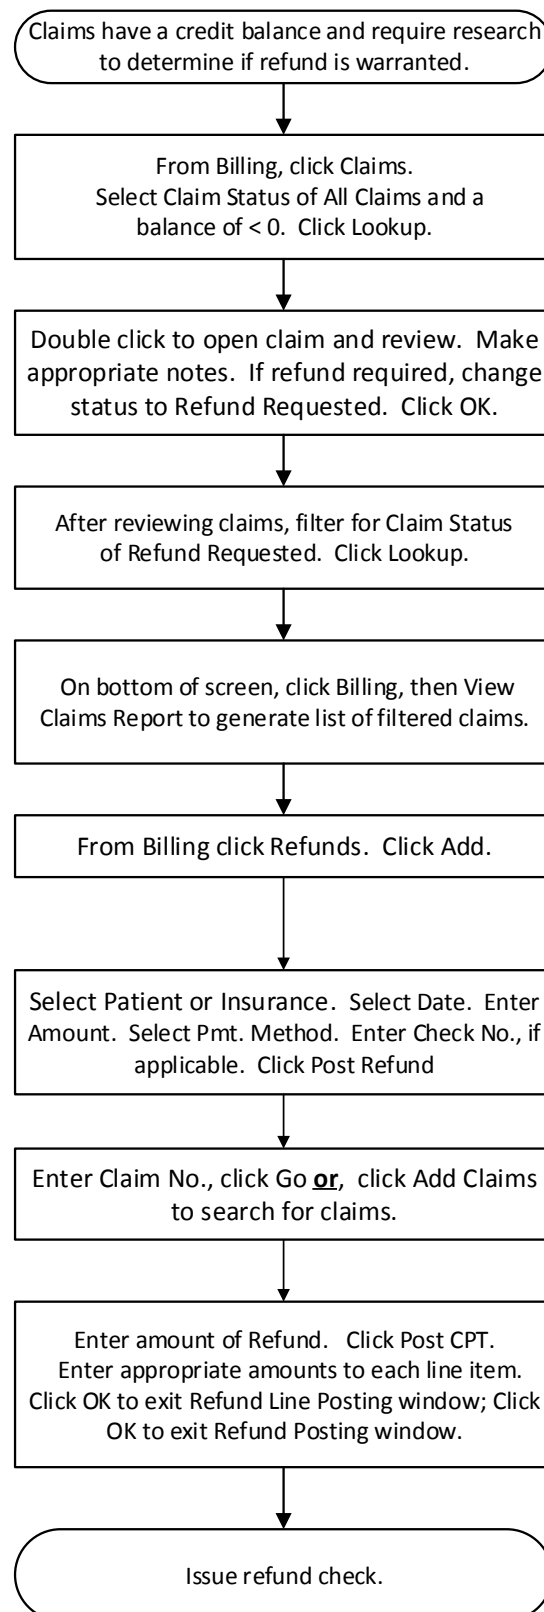 Claims have a credit balance and require research
to determine if refund is warranted.
From Billing, click Claims.
Select Claim Status of All Claims and a
balance of < 0.  Click Lookup.
Double click to open claim and review.  Make
appropriate notes.  If refund required, change
status to Refund Requested.  Click OK.
After reviewing claims, filter for Claim Status
of Refund Requested.  Click Lookup.
On bottom of screen, click Billing, then View
Claims Report to generate list of filtered claims.
From Billing click Refunds.  Click Add.
Select Patient or Insurance.  Select Date.  Enter
Amount.  Select Pmt. Method.  Enter Check No., if
applicable.  Click Post Refund
Enter Claim No., click Go or,  click Add Claims
to search for claims.
Enter amount of Refund.   Click Post CPT.
Enter appropriate amounts to each line item.
Click OK to exit Refund Line Posting window; Click
OK to exit Refund Posting window.
Issue refund check.